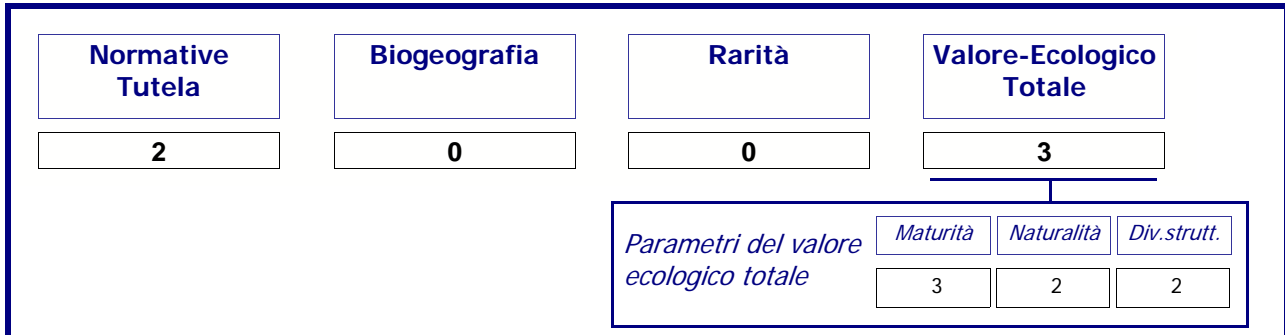 Normative Tutela
Biogeografia
Rarità
Valore-Ecologico Totale
2
0
0
3
Parametri del valore ecologico totale
Maturità
Naturalità
Div.strutt.
3
2
2